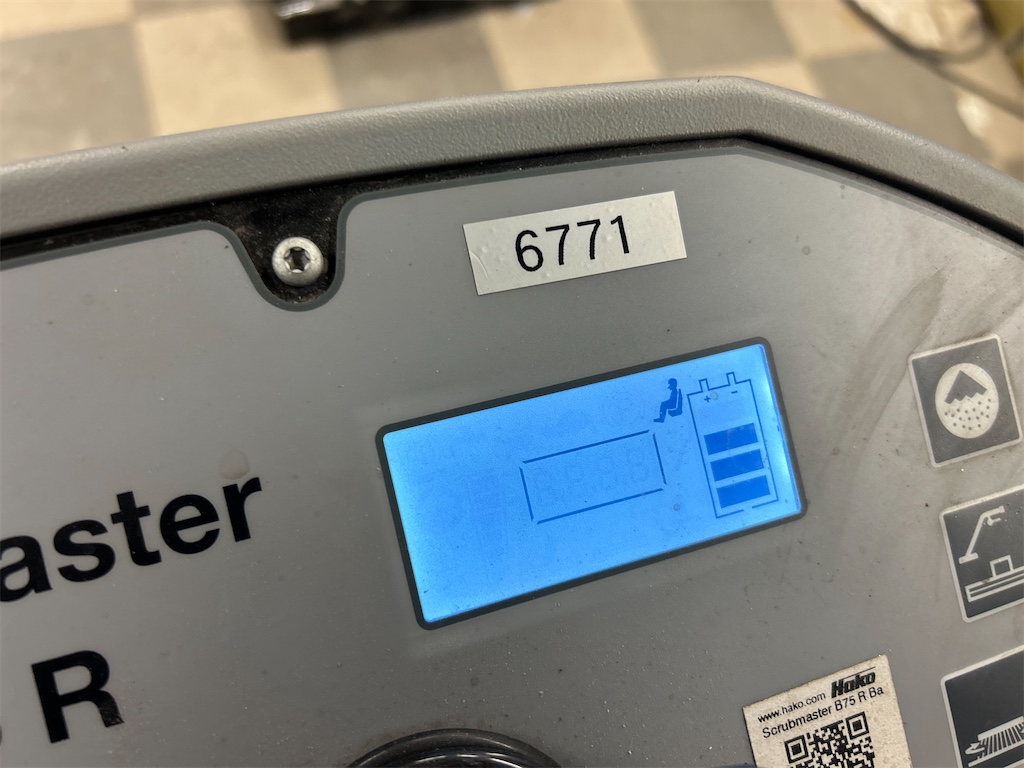 6771
+ -
aster
R
www.hako.com Hako
Scrubmaster B75 R Ba